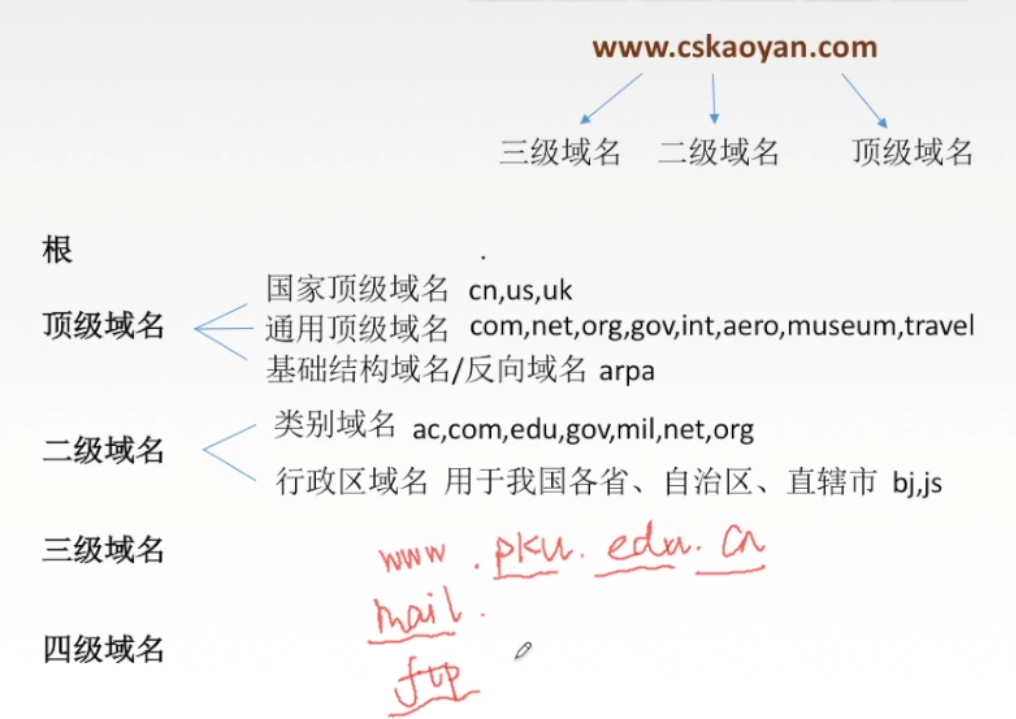 www.cskaoyan.com
三级域名 二级域名 顶级域名
根 .
国家顶级域名 cn,us,uk
顶级域名 通用顶级域名 com,net,org,gov,int,aero,museum,travel
基础结构域名/反向域名 arpa
类别域名 ac,com,edu,gov,mil,net,org
二级域名
行政区域名 用于我国各省、自治区、直辖市 bj,js
三级域名 www.pku.edu.cn
mail.
四级域名
ftp